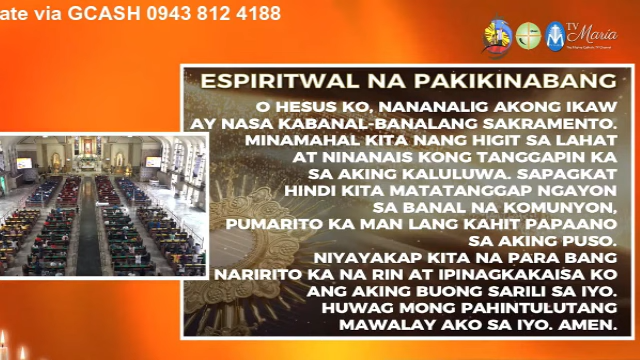 ate via GCASH 0943 812 4188
TV
Maria
ESPIRITWAL NA PAKIKINABANG
O HESUS KO, NANANALIG AKONG IKAW
AY NASA KABANAL-BANALANG SAKRAMENTO.
MINAMAHAL KITA NANG HIGIT SA LAHAT
AT NINANAIS KONG TANGGAPIN KA
SA AKING KALULUWA. SAPAGKAT
HINDI KITA MATATANGGAP NGAYON
SA BANAL NA KOMUNYON,
PUMARITO KA MAN LANG KAHIT PAPAANO
SA AKING PUSO.
NIYAYAKAP KITA NA PARA BANG
NARIRITO KA NA RIN AT IPINAGKAKAISA KO
ANG AKING BUONG SARILI SA IYO.
HUWAG MONG PAHINTULUTANG
MAWALAY AKO SA IYO. AMEN.